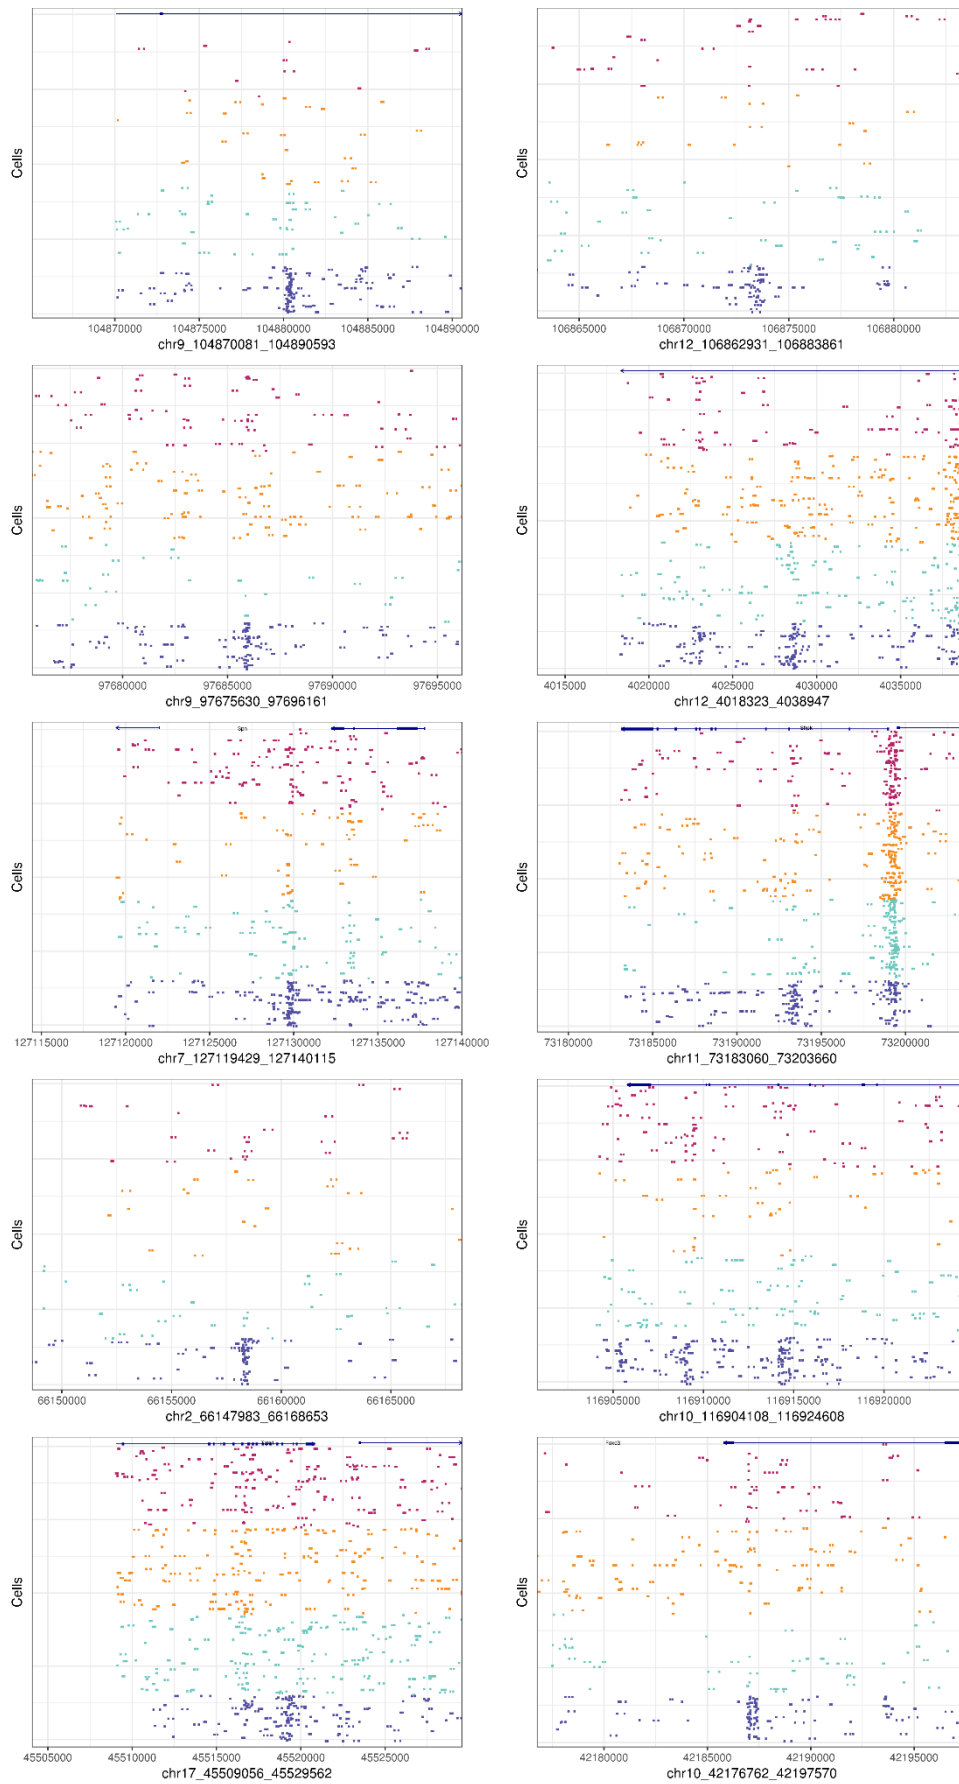 Cells
104870000 104875000 104880000 104885000 104890000
chr9_104870081_104890593
Cells
106865000 106870000 106875000 106880000
chr12_106862931_106883861
Cells
97680000 97685000 97690000 97695000
chr9_97675630_97696161
Cells
4015000 4020000 4025000 4030000 4035000
chr12_4018323_4038947
Spn
Cells
127115000 127120000 127125000 127130000 127135000 127140000
chr7_127119429_127140115
Cells
73180000 73185000 73190000 73195000 73200000
chr11_73183060_73203660
Cells
66150000 66155000 66160000 66165000
chr2_66147983_66168653
Cells
116905000 116910000 116915000 116920000
chr10_116904108_116924608
Cells
45505000 45510000 45515000 45520000 45525000
chr17_45509056_45529562
Foxo3
Cells
42180000 42185000 42190000 42195000
chr10_42176762_42197570